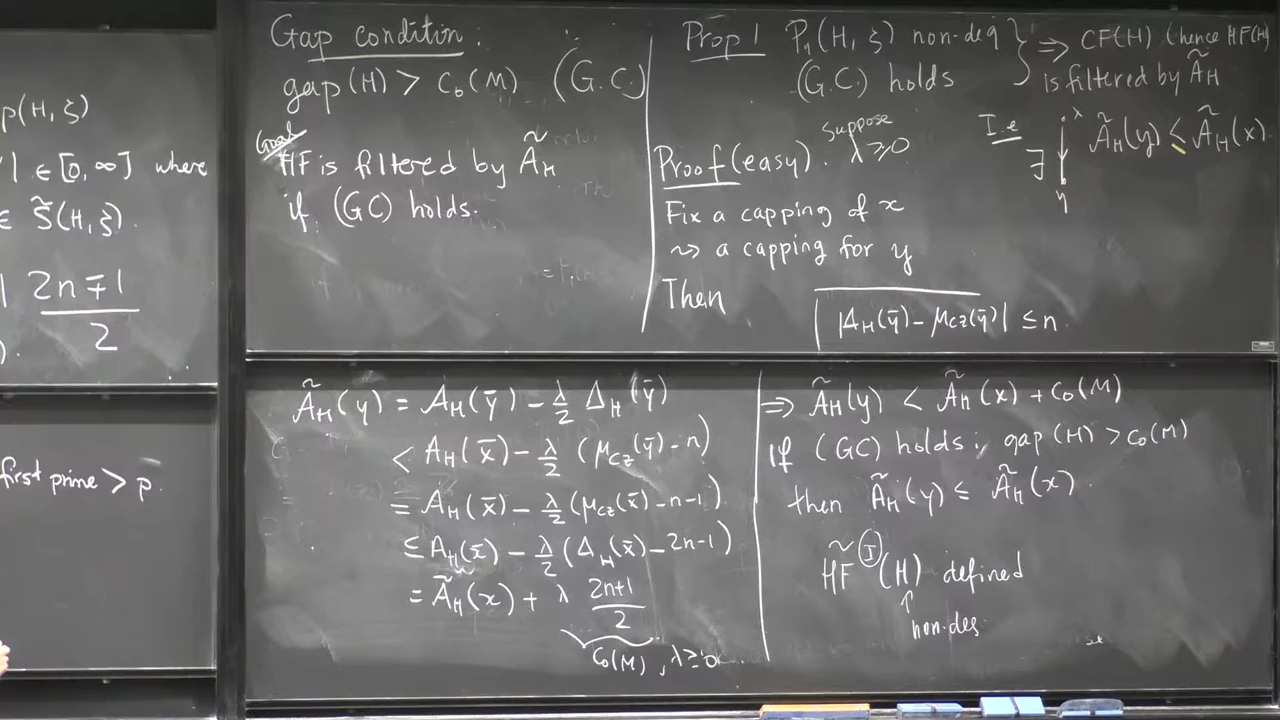 p(H, ξ)
| ∈ [0, ∞] where
∈ S̃(H, ξ).
| (2n ∓ 1)/2
).
first prime > p.
Gap condition :
gap(H) > C₀(M) (G.C.)
Goal
HF is filtered by Ã_H
if (GC) holds.
Prop 1 P₁(H, ξ) non-deg
(G.C.) holds
} ⇒ CF(H) (hence HF(H)
is filtered by Ã_H
I.e ∃ Ã_H(y) ≤ Ã_H(x).
Proof (easy). Suppose λ ≥ 0
Fix a capping of x
⤳ a capping for y
Then
|Δ_H(ȳ) − μ_CZ(ȳ)| ≤ n
Ã_H(y) = A_H(ȳ) − λ/2 Δ_H(ȳ)
< A_H(x̄) − λ/2 (μ_CZ(ȳ) − n)
= A_H(x̄) − λ/2 (μ_CZ(x̄) − n − 1)
≤ A_H(x̄) − λ/2 (Δ_H(x̄) − 2n − 1)
= Ã_H(x) + λ (2n+1)/2
C₀(M), λ ≥ 0
⇒ Ã_H(y) < Ã_H(x) + C₀(M)
If (GC) holds, gap(H) > C₀(M)
then Ã_H(y) ≤ Ã_H(x).
HF̃^(I)(H) defined
↑
non-deg